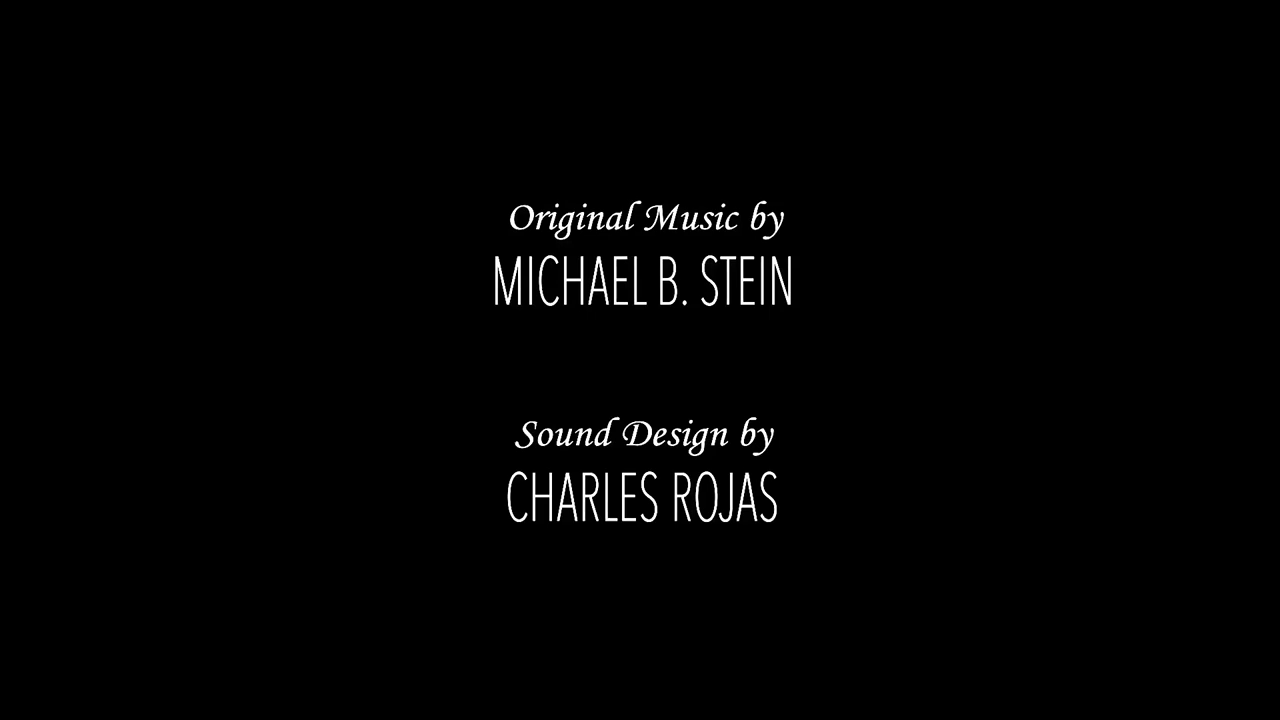 Original Music by
MICHAEL B. STEIN
Sound Design by
CHARLES ROJAS